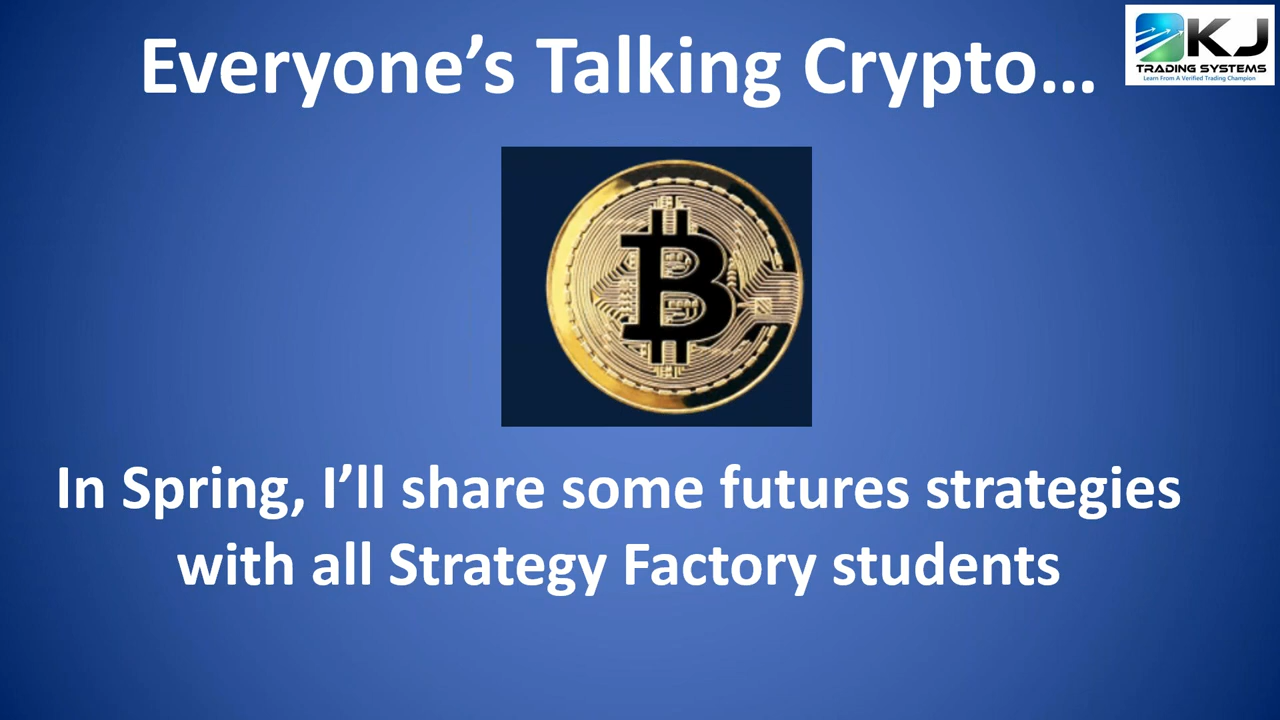 Everyone’s Talking Crypto…
KJ
TRADING SYSTEMS
Learn From A Verified Trading Champion
In Spring, I’ll share some futures strategies
with all Strategy Factory students